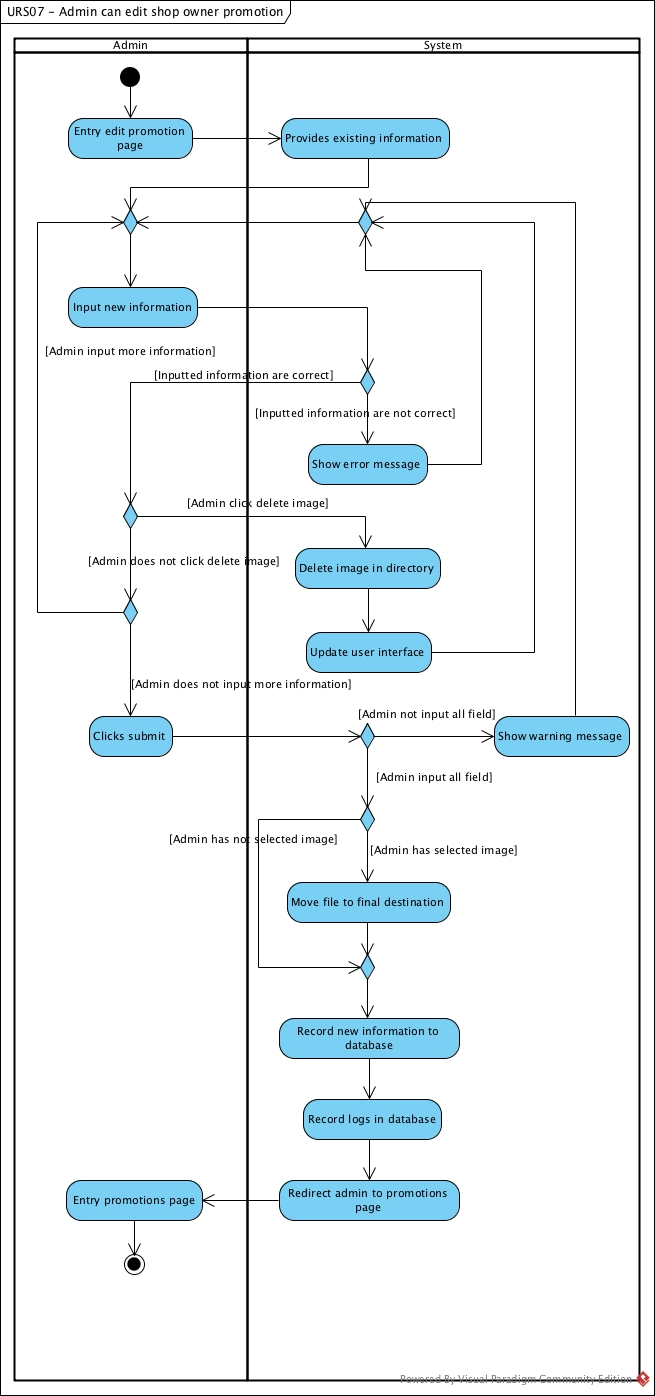 URS07 – Admin can edit shop owner promotion
Admin
System
Entry edit promotion
page
Provides existing information
Input new information
[Admin input more information]
[Inputted information are correct]
[Inputted information are not correct]
Show error message
[Admin click delete image]
[Admin does not click delete image]
Delete image in directory
Update user interface
[Admin does not input more information]
[Admin not input all field]
Clicks submit
Show warning message
[Admin input all field]
[Admin has not selected image]
[Admin has selected image]
Move file to final destination
Record new information to
database
Record logs in database
Entry promotions page
Redirect admin to promotions
page
Powered By Visual Paradigm Community Edition